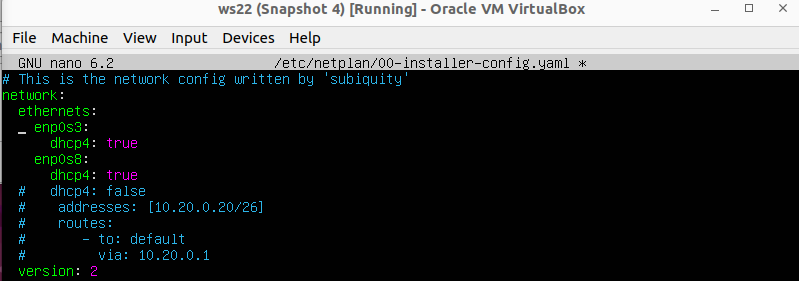 ws22 (Snapshot 4) [Running] - Oracle VM VirtualBox
File Machine View Input Devices Help
GNU nano 6.2 /etc/netplan/00-installer-config.yaml *
# This is the network config written by 'subiquity'
network:
  ethernets:
    enp0s3:
      dhcp4: true
    enp0s8:
      dhcp4: true
  #   dhcp4: false
  #    addresses: [10.20.0.20/26]
  #    routes:
  #       - to: default
  #         via: 10.20.0.1
  version: 2